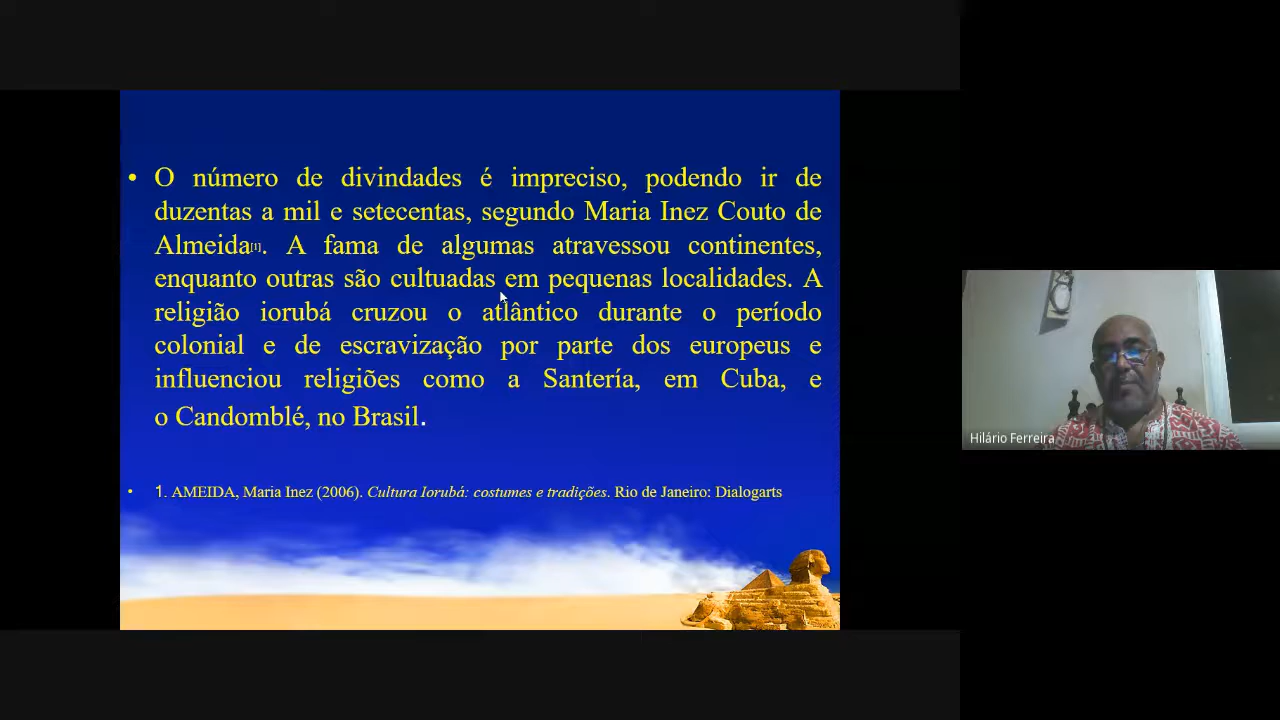 • O número de divindades é impreciso, podendo ir de
duzentas a mil e setecentas, segundo Maria Inez Couto de
Almeida[1]. A fama de algumas atravessou continentes,
enquanto outras são cultuadas em pequenas localidades. A
religião iorubá cruzou o atlântico durante o período
colonial e de escravização por parte dos europeus e
influenciou religiões como a Santería, em Cuba, e
o Candomblé, no Brasil.
• 1. AMEIDA, Maria Inez (2006). Cultura Iorubá: costumes e tradições. Rio de Janeiro: Dialogarts
Hilário Ferreira